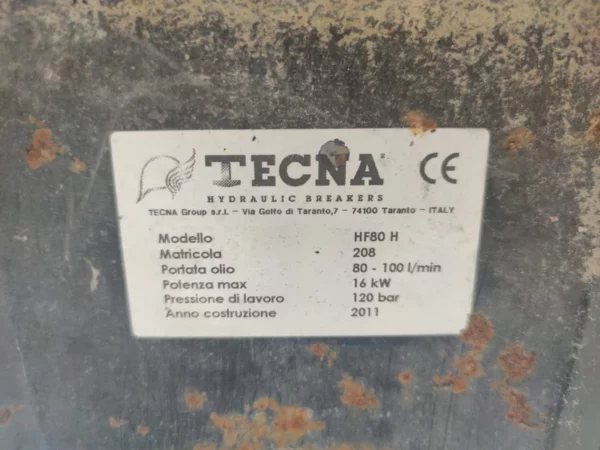 TECNA CE
HYDRAULIC BREAKERS
TECNA Group s.r.l. – Via Golfo di Taranto,7 – 74100 Taranto – ITALY
Modello HF80 H
Matricola 208
Portata olio 80 - 100 l/min
Potenza max 16 kW
Pressione di lavoro 120 bar
Anno costruzione 2011